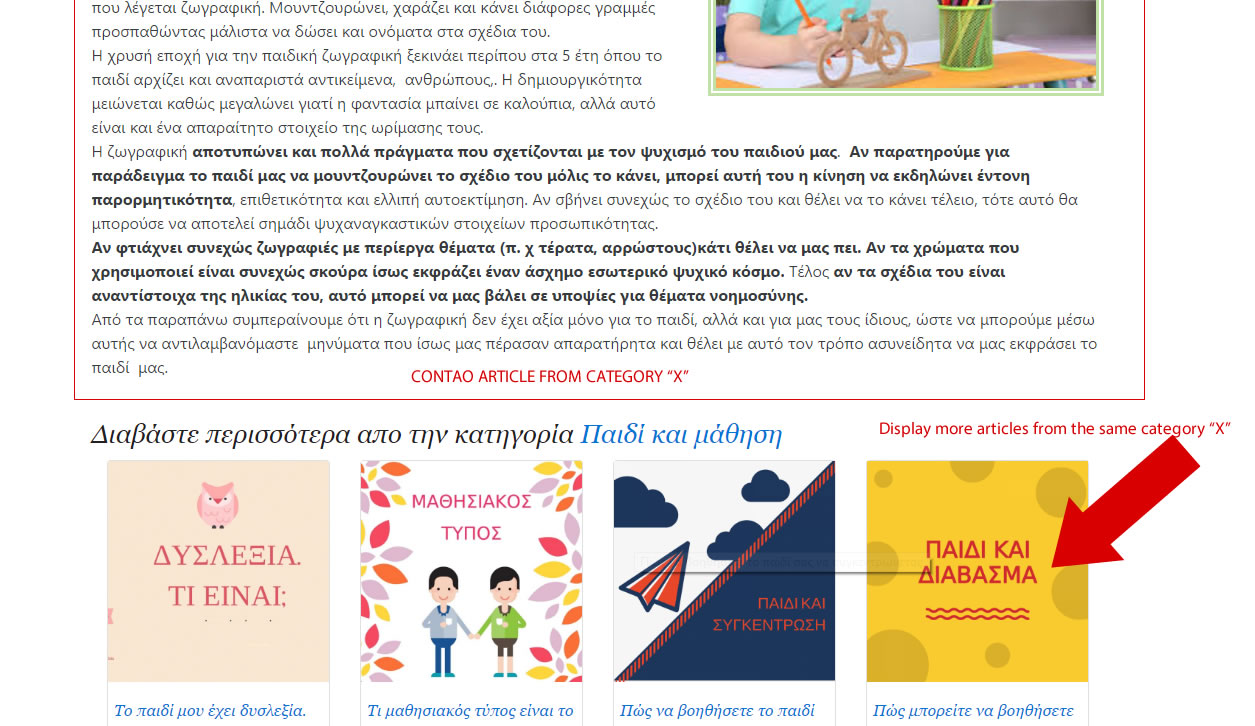 που λέγεται ζωγραφική. Μουντζουρώνει, χαράζει και κάνει διάφορες γραμμές
προσπαθώντας μάλιστα να δώσει και ονόματα στα σχέδια του.
Η χρυσή εποχή για την παιδική ζωγραφική ξεκινάει περίπου στα 5 έτη όπου το
παιδί αρχίζει και αναπαριστά αντικείμενα,  ανθρώπους,. Η δημιουργικότητα
μειώνεται καθώς μεγαλώνει γιατί η φαντασία μπαίνει σε καλούπια, αλλά αυτό
είναι και ένα απαραίτητο στοιχείο της ωρίμασης τους.
Η ζωγραφική αποτυπώνει και πολλά πράγματα που σχετίζονται με τον ψυχισμό του παιδιού μας.  Αν παρατηρούμε για
παράδειγμα το παιδί μας να μουντζουρώνει το σχέδιο του μόλις το κάνει, μπορεί αυτή του η κίνηση να εκδηλώνει έντονη
παρορμητικότητα, επιθετικότητα και ελλιπή αυτοεκτίμηση. Αν σβήνει συνεχώς το σχέδιο του και θέλει να το κάνει τέλειο, τότε αυτό θα
μπορούσε να αποτελεί σημάδι ψυχαναγκαστικών στοιχείων προσωπικότητας.
Αν φτιάχνει συνεχώς ζωγραφιές με περίεργα θέματα (π. χ τέρατα, αρρώστους)κάτι θέλει να μας πει. Αν τα χρώματα που
χρησιμοποιεί είναι συνεχώς σκούρα ίσως εκφράζει έναν άσχημο εσωτερικό ψυχικό κόσμο. Τέλος αν τα σχέδια του είναι
αναντίστοιχα της ηλικίας του, αυτό μπορεί να μας βάλει σε υποψίες για θέματα νοημοσύνης.
Από τα παραπάνω συμπεραίνουμε ότι η ζωγραφική δεν έχει αξία μόνο για το παιδί, αλλά και για μας τους ίδιους, ώστε να μπορούμε μέσω
αυτής να αντιλαμβανόμαστε  μηνύματα που ίσως μας πέρασαν απαρατήρητα και θέλει με αυτό τον τρόπο ασυνείδητα να μας εκφράσει το
παιδί  μας.
CONTAO ARTICLE FROM CATEGORY “X”
Διαβάστε περισσότερα απο την κατηγορία Παιδί και μάθηση
Display more articles from the same category “X”
ΔΥΣΛΕΞΙΑ.
ΤΙ ΕΙΝΑΙ;
ΜΑΘΗΣΙΑΚΟΣ
ΤΥΠΟΣ
ΠΑΙΔΙ ΚΑΙ
ΣΥΓΚΕΝΤΡΩΣΗ
ΠΑΙΔΙ ΚΑΙ
ΔΙΑΒΑΣΜΑ
Το παιδί μου έχει δυσλεξία.
Τι μαθησιακός τύπος είναι το
Πώς να βοηθήσετε το παιδί
Πώς μπορείτε να βοηθήσετε